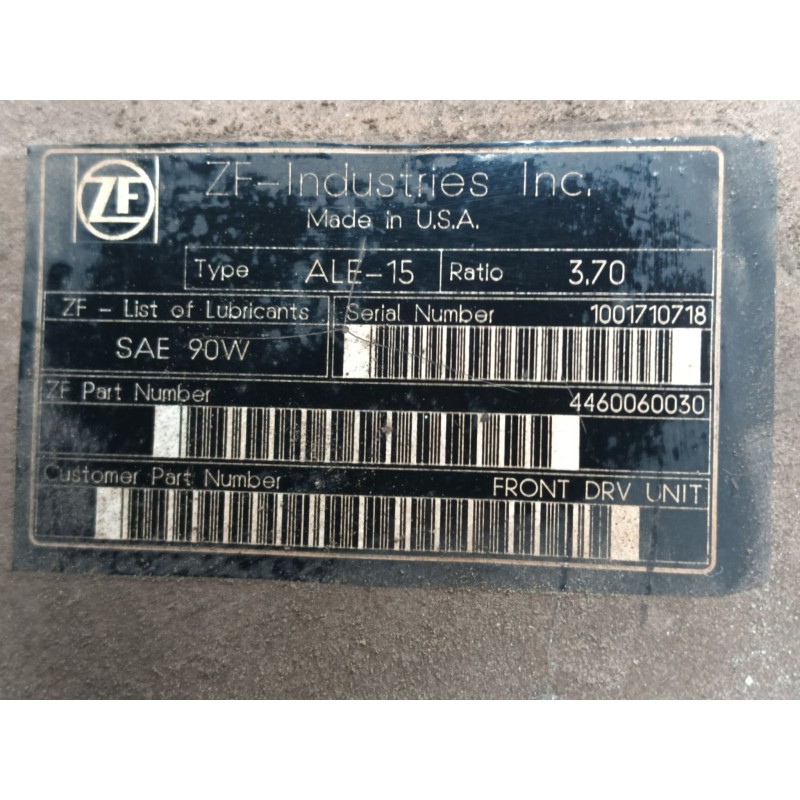 ZF
ZF-Industries Inc.
Made in U.S.A.
Type ALE-15 Ratio 3.70
ZF - List of Lubricants Serial Number 1001710718
SAE 90W
ZF Part Number 4460060030
Customer Part Number FRONT DRV UNIT